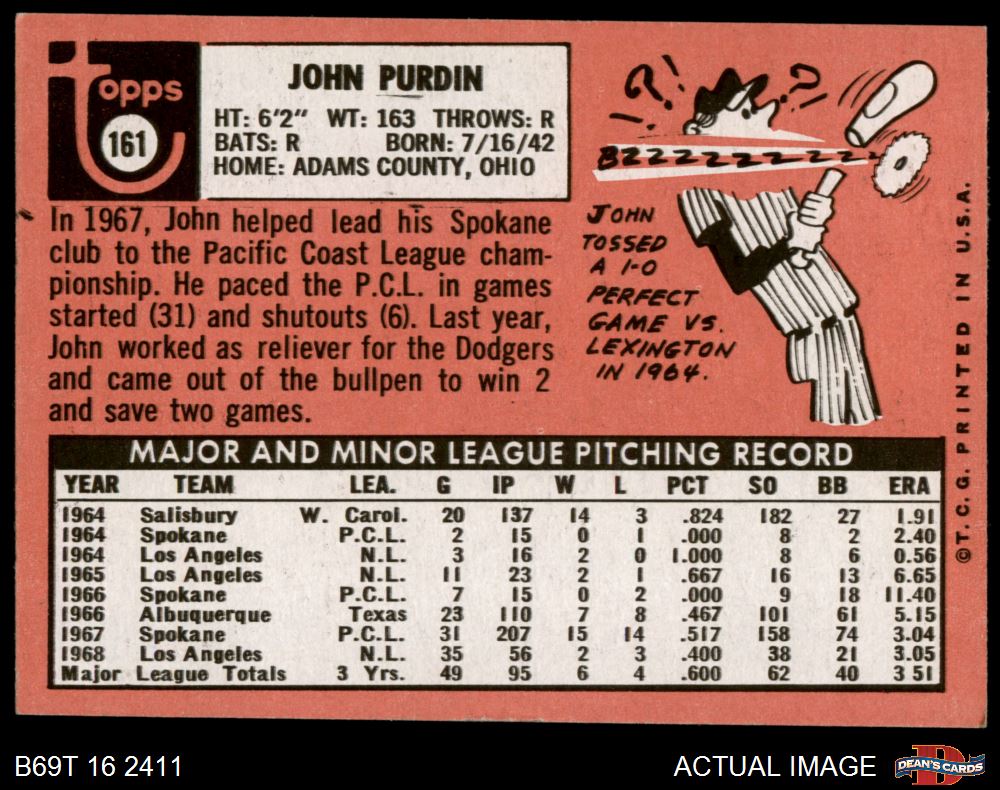 topps
161
JOHN PURDIN
HT: 6'2" WT: 163 THROWS: R
BATS: R BORN: 7/16/42
HOME: ADAMS COUNTY, OHIO
In 1967, John helped lead his Spokane
club to the Pacific Coast League cham-
pionship. He paced the P.C.L. in games
started (31) and shutouts (6). Last year,
John worked as reliever for the Dodgers
and came out of the bullpen to win 2
and save two games.
?! ?
BZZZZZZZZZZ
JOHN
TOSSED
A 1-0
PERFECT
GAME VS.
LEXINGTON
IN 1964.
©T.C.G. PRINTED IN U.S.A.
MAJOR AND MINOR LEAGUE PITCHING RECORD
YEAR TEAM LEA. G IP W L PCT SO BB ERA
1964 Salisbury W. Carol. 20 137 14 3 .824 182 27 1.91
1964 Spokane P.C.L. 2 15 0 1 .000 8 2 2.40
1964 Los Angeles N.L. 3 16 2 0 1.000 8 6 0.56
1965 Los Angeles N.L. 11 23 2 1 .667 16 13 6.65
1966 Spokane P.C.L. 7 15 0 2 .000 9 18 11.40
1966 Albuquerque Texas 23 110 7 8 .467 101 61 5.15
1967 Spokane P.C.L. 31 207 15 14 .517 158 74 3.04
1968 Los Angeles N.L. 35 56 2 3 .400 38 21 3.05
Major League Totals 3 Yrs. 49 95 6 4 .600 62 40 3 51
B69T 16 2411
ACTUAL IMAGE
DEAN'S CARDS